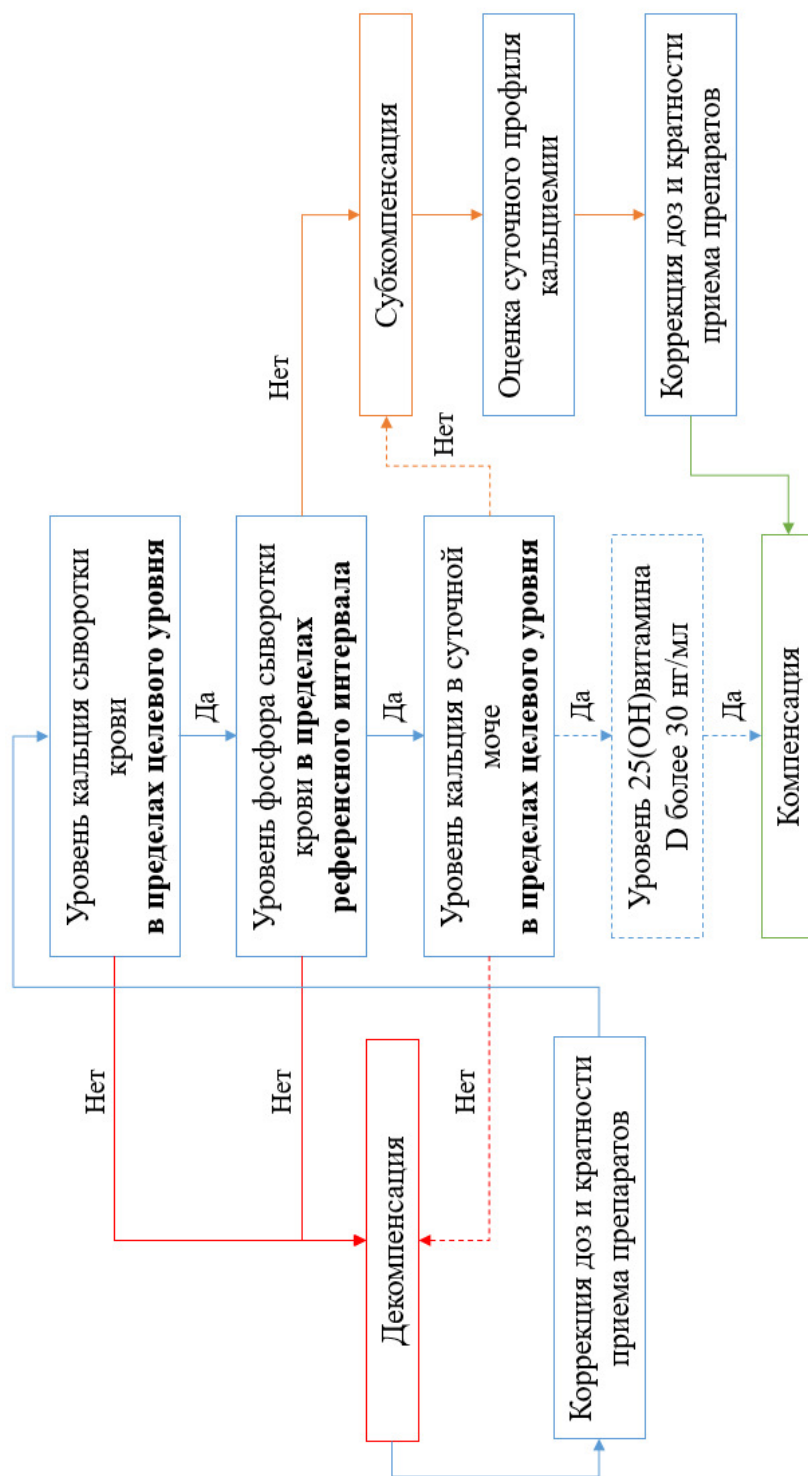 Уровень кальция сыворотки
крови
в пределах целевого уровня
Нет
Да
Уровень фосфора сыворотки
крови в пределах
референсного интервала
Нет
Нет
Да
Декомпенсация
Уровень кальция в суточной
моче
в пределах целевого уровня
Субкомпенсация
Нет
Нет
Да
Оценка суточного профиля
кальциемии
Коррекция доз и кратности
приема препаратов
Уровень 25(OH)витамина
D более 30 нг/мл
Коррекция доз и кратности
приема препаратов
Да
Компенсация